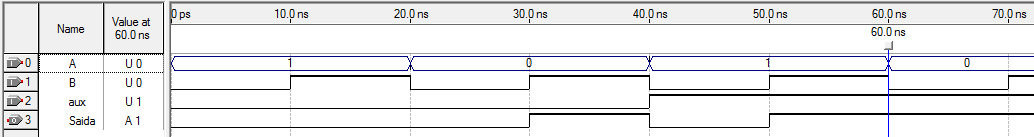 Name Value at 60.0 ns 0 ps 10.0 ns 20.0 ns 30.0 ns 40.0 ns 50.0 ns 60.0 ns 70.0 ns
60.0 ns
0 A U 0 1 0 1 0
1 B U 0
2 aux U 1
3 Saida A 1